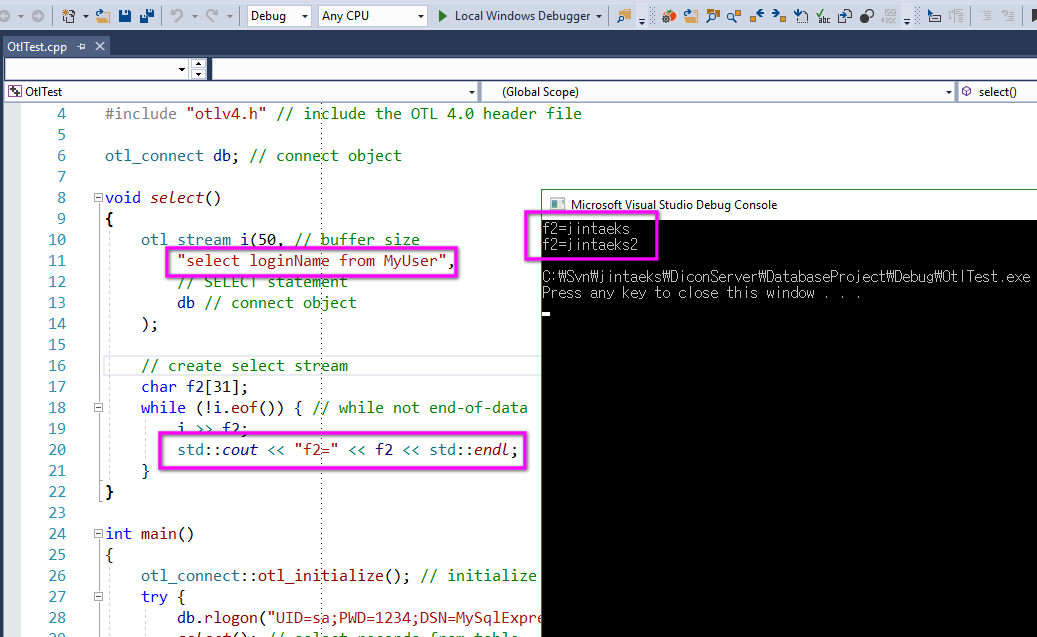 Debug
Any CPU
Local Windows Debugger
OtlTest.cpp
OtlTest
(Global Scope)
select()
4 #include "otlv4.h" // include the OTL 4.0 header file
5
6 otl_connect db; // connect object
7
8 void select()
9 {
10 otl_stream i(50, // buffer size
11 "select loginName from MyUser",
12 // SELECT statement
13 db // connect object
14 );
15
16 // create select stream
17 char f2[31];
18 while (!i.eof()) { // while not end-of-data
19 i >> f2;
20 std::cout << "f2=" << f2 << std::endl;
21 }
22 }
23
24 int main()
25 {
26 otl_connect::otl_initialize(); // initialize
27 try {
28 db.rlogon("UID=sa;PWD=1234;DSN=MySqlExpre
29 select(); // select records from table
Microsoft Visual Studio Debug Console
f2=jintaeks
f2=jintaeks2
C:₩Svn₩jintaeks₩DiconServer₩DatabaseProject₩Debug₩OtlTest.exe
Press any key to close this window . . .